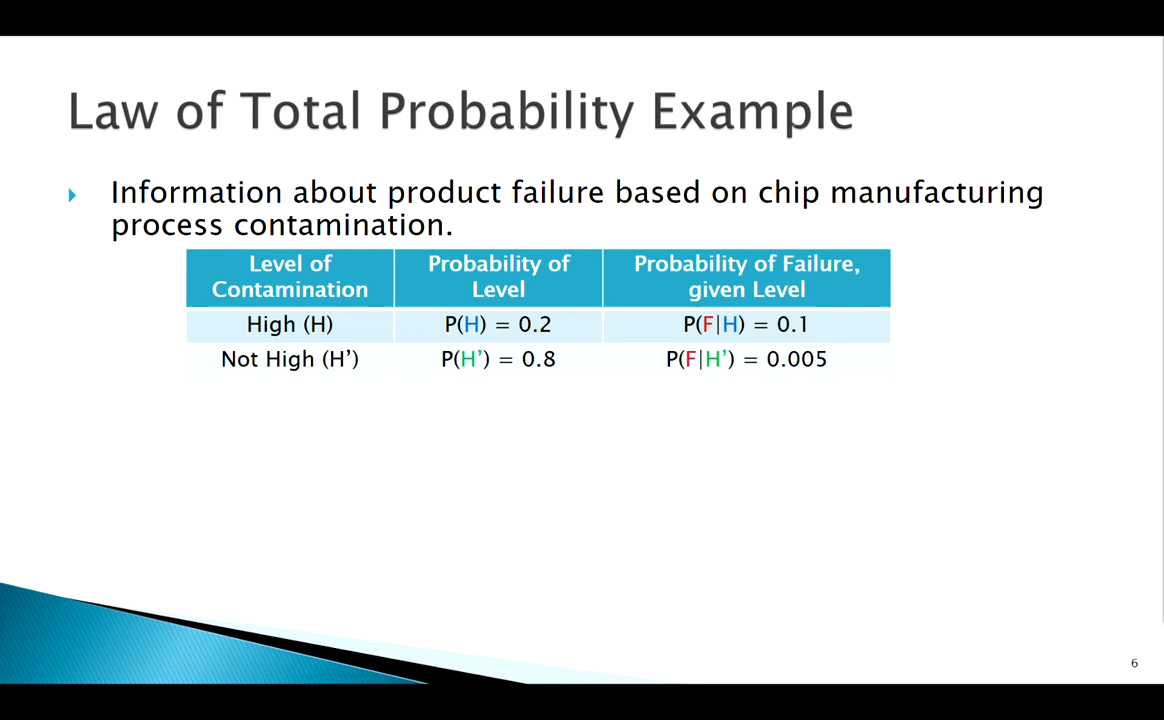 Law of Total Probability Example
Information about product failure based on chip manufacturing
process contamination.
Level of Contamination
Probability of Level
Probability of Failure, given Level
High (H)
P(H) = 0.2
P(F|H) = 0.1
Not High (H’)
P(H’) = 0.8
P(F|H’) = 0.005
6